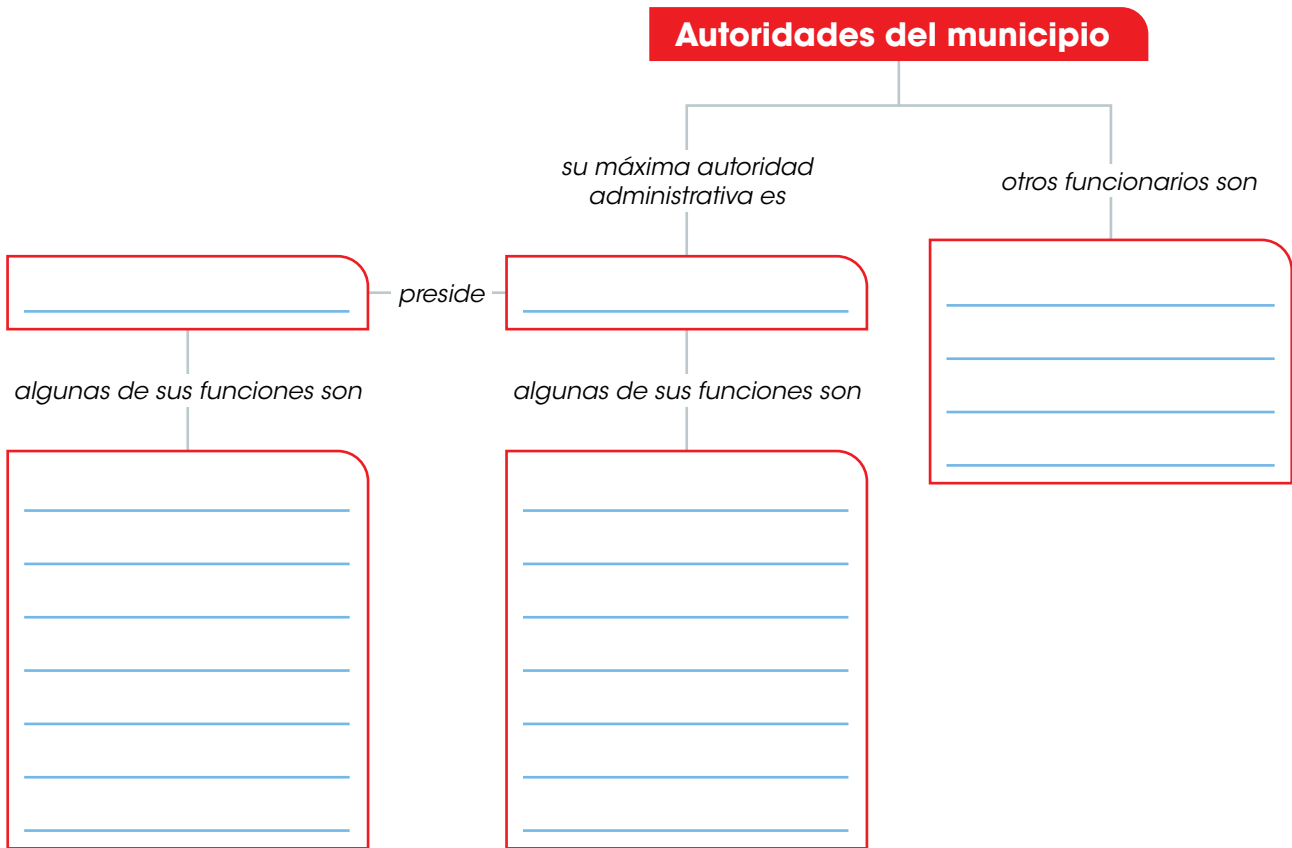 Autoridades del municipio
su máxima autoridad
administrativa es
otros funcionarios son
preside
algunas de sus funciones son
algunas de sus funciones son